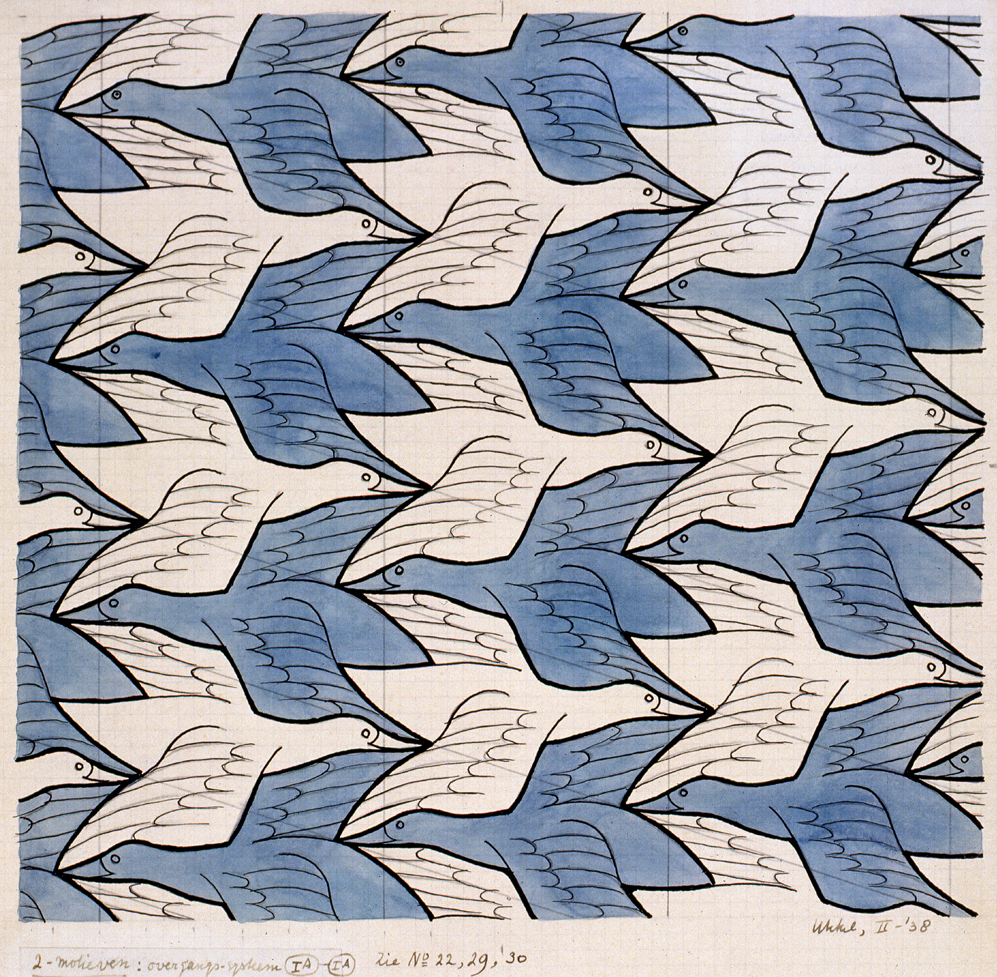 Ukkel, II-'38
2-motieven: overgangs-systeem IA-IA zie No 22, 29, 30